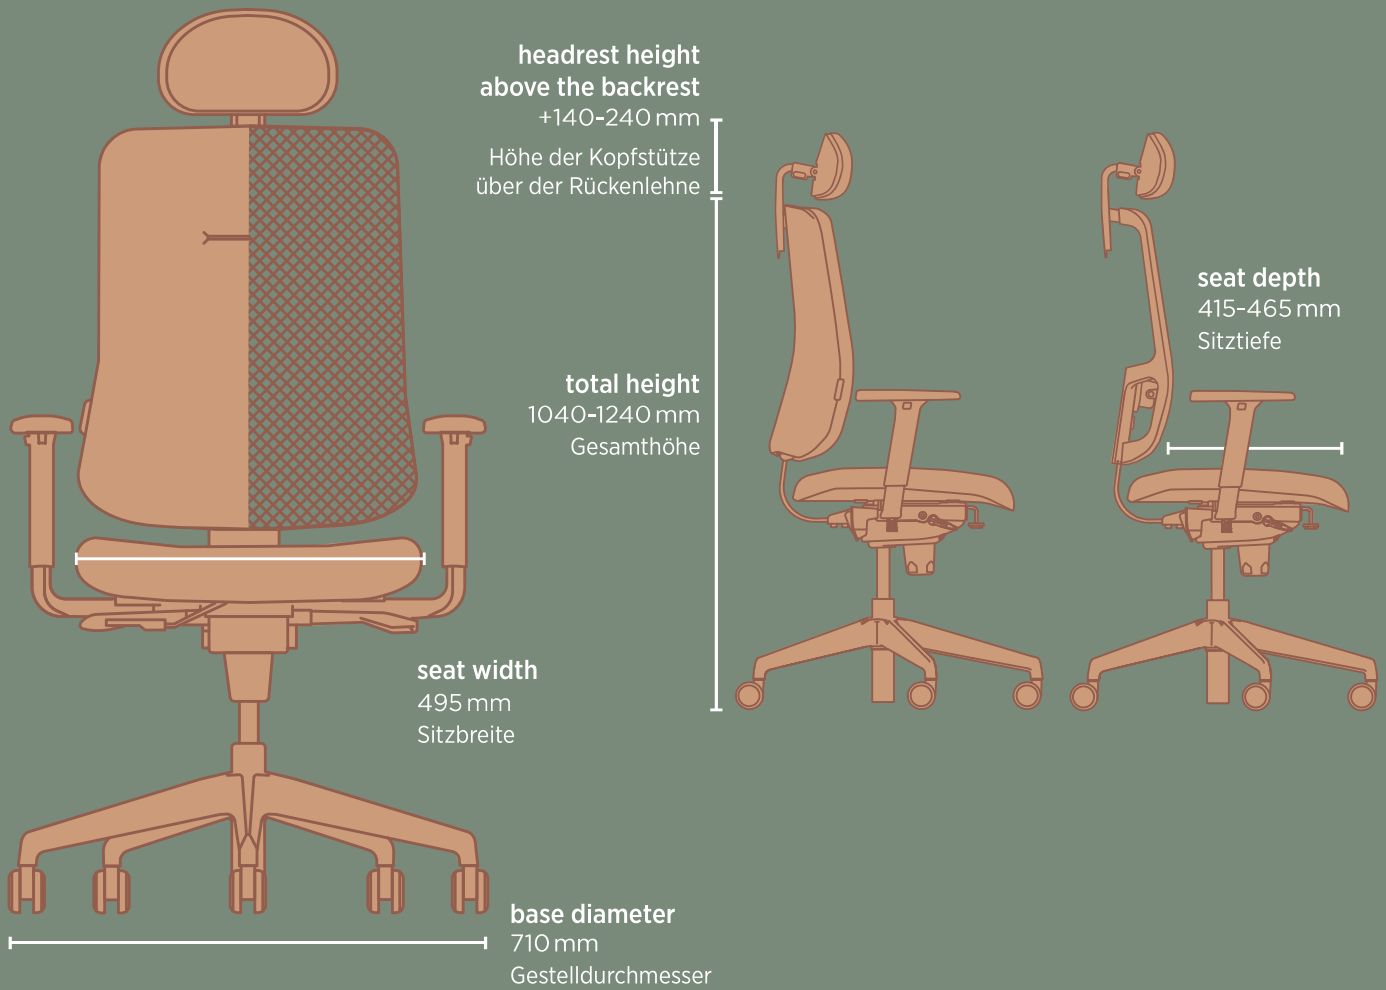 headrest height
above the backrest
+140-240 mm
Höhe der Kopfstütze
über der Rückenlehne
seat depth
415-465 mm
Sitztiefe
total height
1040-1240 mm
Gesamthöhe
seat width
495 mm
Sitzbreite
base diameter
710 mm
Gestelldurchmesser